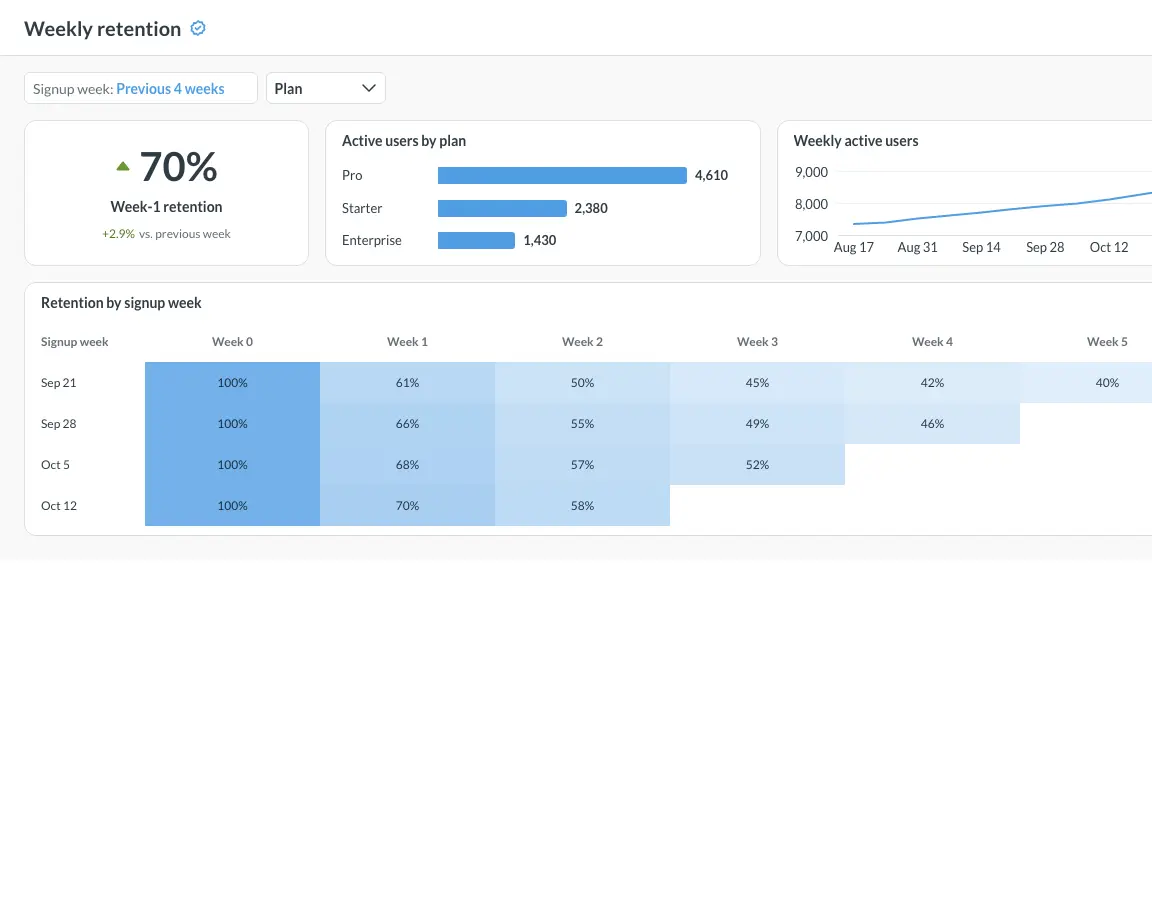 Weekly retention
Signup week: Previous 4 weeks
Plan
70%
Week-1 retention
+2.9% vs. previous week
Active users by plan
Pro 4,610
Starter 2,380
Enterprise 1,430
Weekly active users
9,000
8,000
7,000
Aug 17 Aug 31 Sep 14 Sep 28 Oct 12
Retention by signup week
Signup week Week 0 Week 1 Week 2 Week 3 Week 4 Week 5
Sep 21 100% 61% 50% 45% 42% 40%
Sep 28 100% 66% 55% 49% 46%
Oct 5 100% 68% 57% 52%
Oct 12 100% 70% 58%